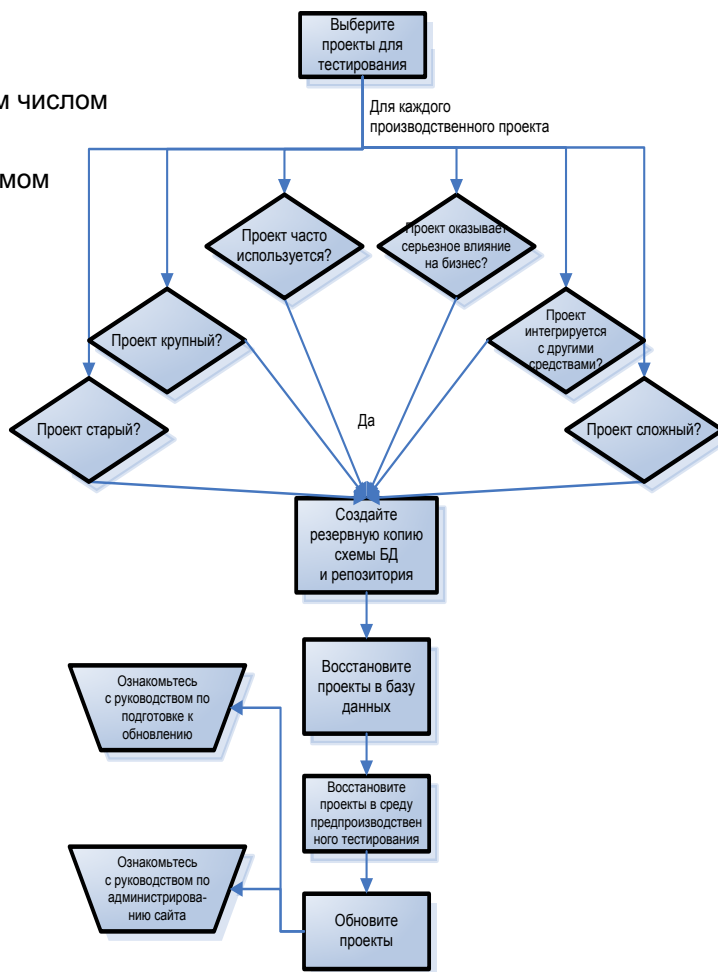 Выберите
проекты для
тестирования
м числом
Для каждого
производственного проекта
мом
Проект часто
используется?
Проект оказывает
серьезное влияние
на бизнес?
Проект крупный?
Проект
интегрируется
с другими
средствами?
Проект старый?
Да
Проект сложный?
Создайте
резервную копию
схемы БД
и репозитория
Восстановите
проекты в базу
данных
Ознакомьтесь
с руководством по
подготовке к
обновлению
Восстановите
проекты в среду
предпроизводствен
ного тестирования
Ознакомьтесь
с руководством по
администрирова-
нию сайта
Обновите
проекты